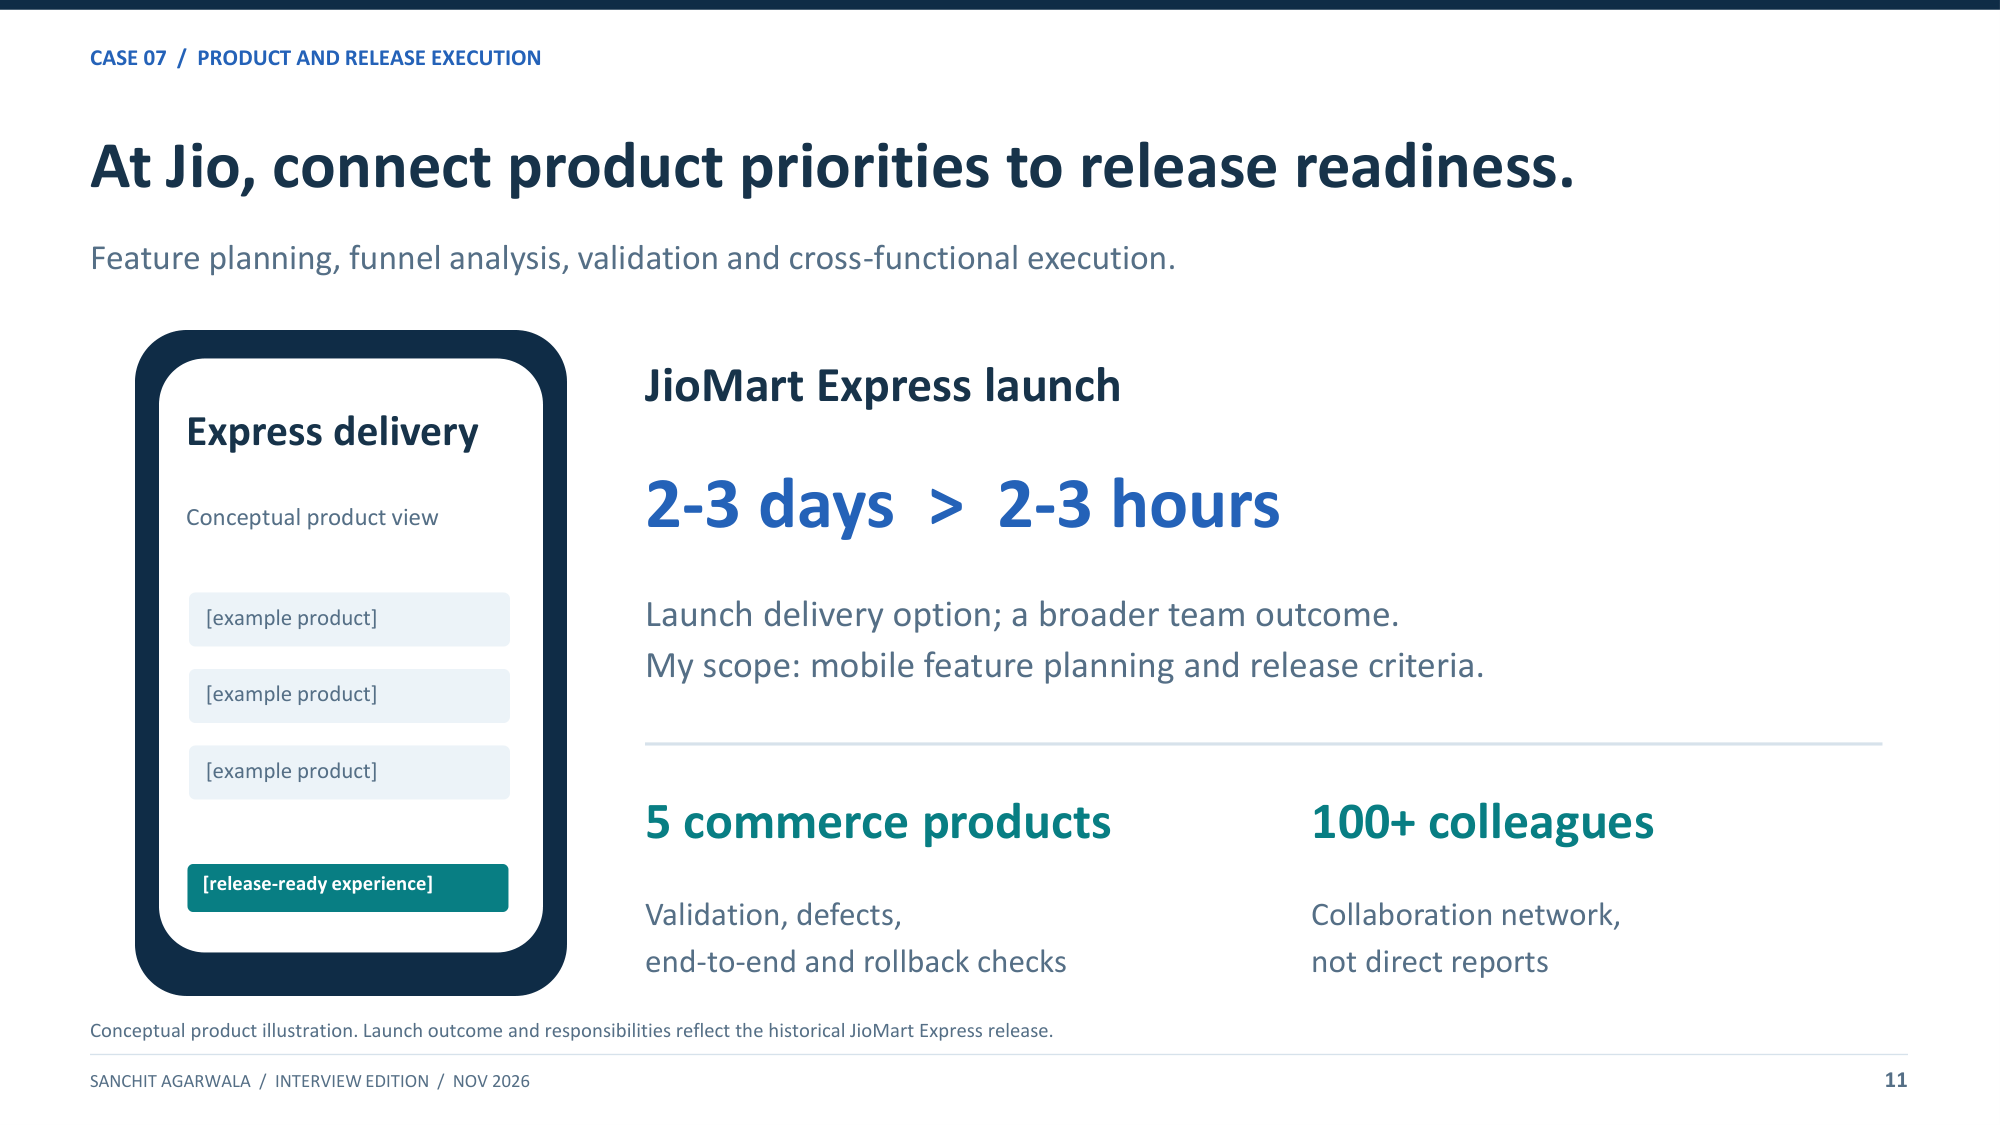 CASE 07 / PRODUCT AND RELEASE EXECUTION
At Jio, connect product priorities to release readiness.
Feature planning, funnel analysis, validation and cross-functional execution.
Express delivery
Conceptual product view
[example product]
[example product]
[example product]
[release-ready experience]
JioMart Express launch
2-3 days > 2-3 hours
Launch delivery option; a broader team outcome.
My scope: mobile feature planning and release criteria.
5 commerce products
Validation, defects,
end-to-end and rollback checks
100+ colleagues
Collaboration network,
not direct reports
Conceptual product illustration. Launch outcome and responsibilities reflect the historical JioMart Express release.
SANCHIT AGARWALA / INTERVIEW EDITION / NOV 2026
11